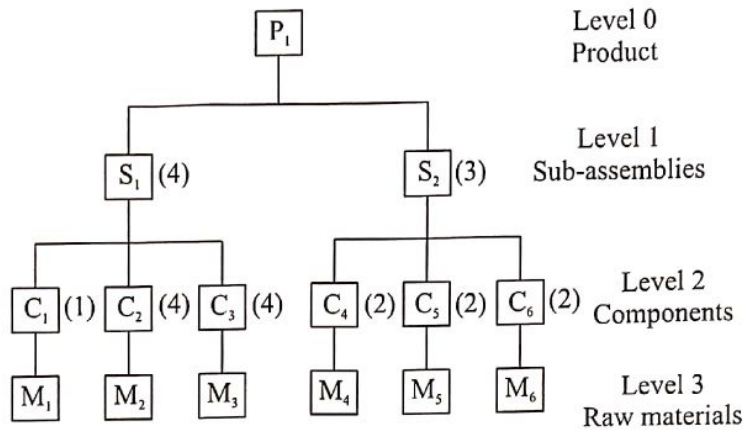 P₁
Level 0
Product
S₁ (4)
S₂ (3)
Level 1
Sub-assemblies
C₁ (1)
C₂ (4)
C₃ (4)
C₄ (2)
C₅ (2)
C₆ (2)
Level 2
Components
M₁
M₂
M₃
M₄
M₅
M₆
Level 3
Raw materials